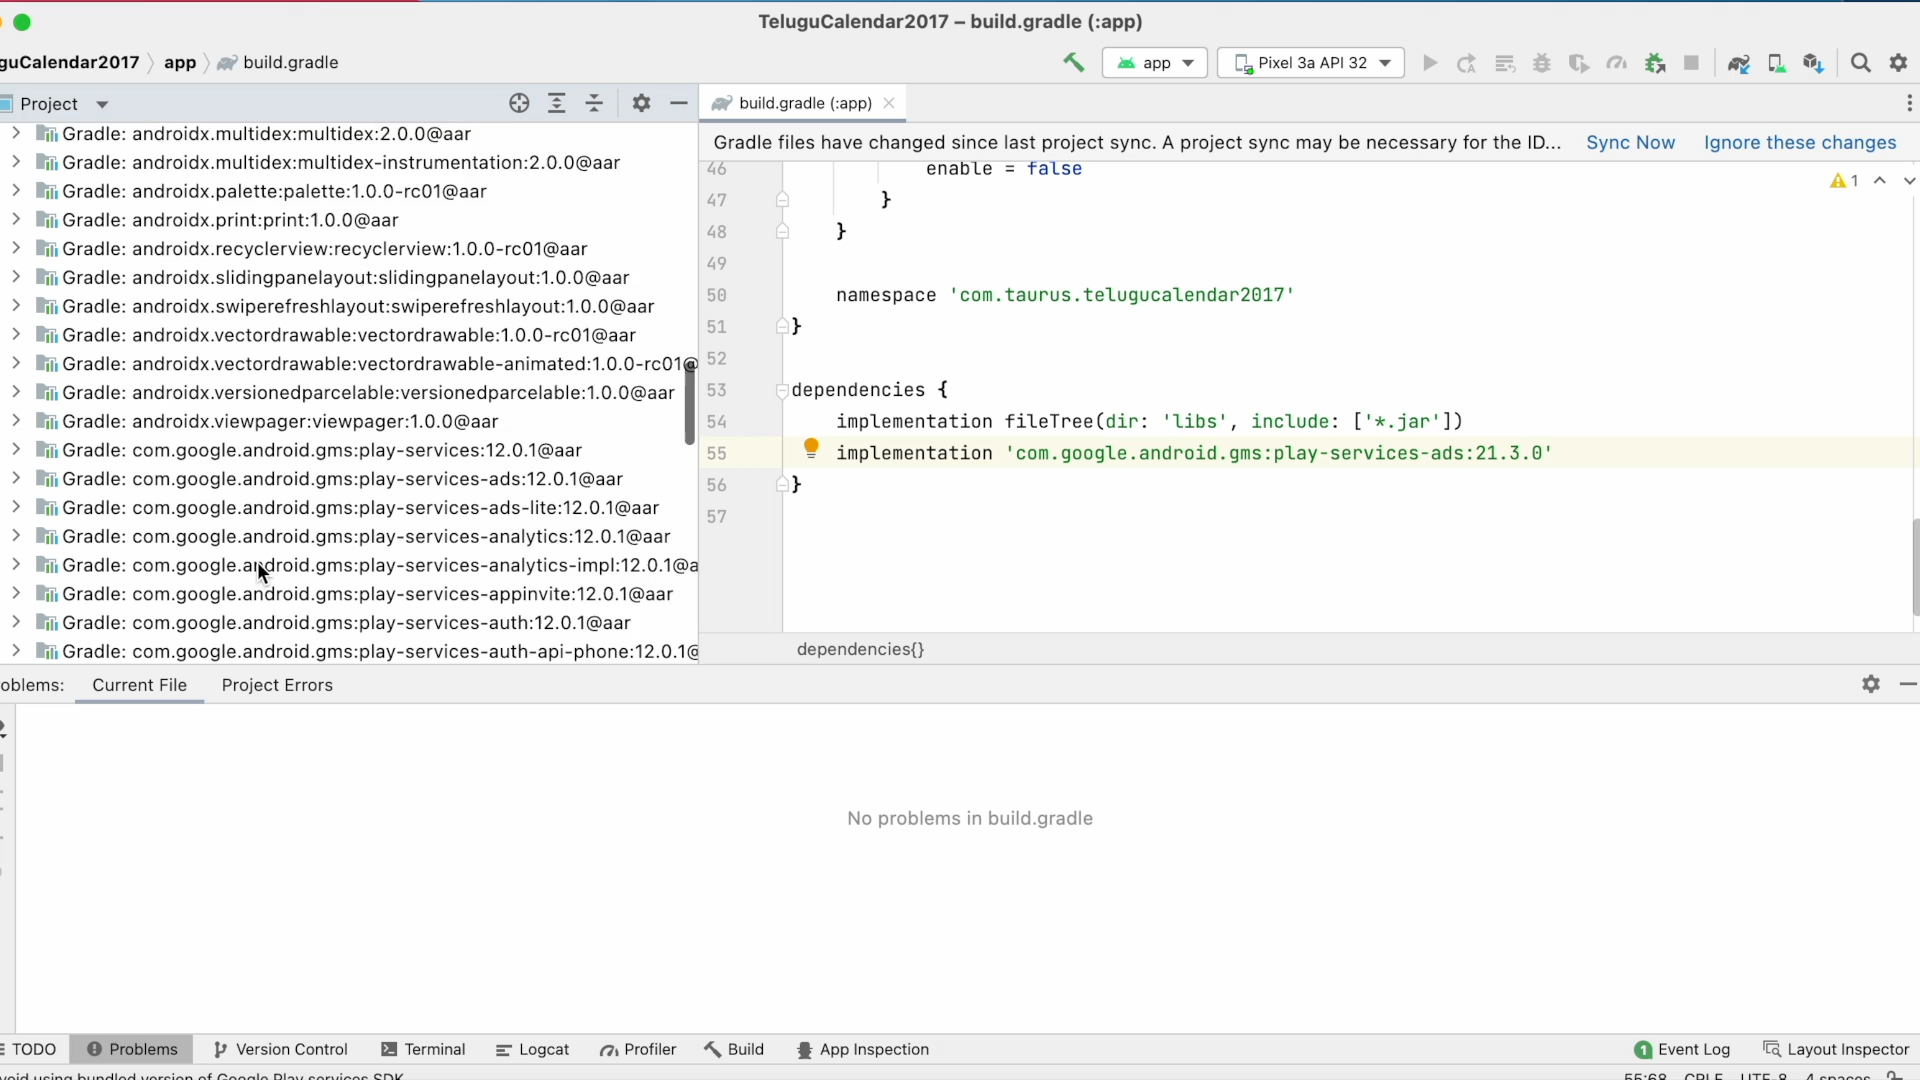 TeluguCalendar2017 – build.gradle (:app)
guCalendar2017 app build.gradle
app Pixel 3a API 32
Project
build.gradle (:app)
Gradle files have changed since last project sync. A project sync may be necessary for the ID... Sync Now Ignore these changes
Gradle: androidx.multidex:multidex:2.0.0@aar
Gradle: androidx.multidex:multidex-instrumentation:2.0.0@aar
Gradle: androidx.palette:palette:1.0.0-rc01@aar
Gradle: androidx.print:print:1.0.0@aar
Gradle: androidx.recyclerview:recyclerview:1.0.0-rc01@aar
Gradle: androidx.slidingpanelayout:slidingpanelayout:1.0.0@aar
Gradle: androidx.swiperefreshlayout:swiperefreshlayout:1.0.0@aar
Gradle: androidx.vectordrawable:vectordrawable:1.0.0-rc01@aar
Gradle: androidx.vectordrawable:vectordrawable-animated:1.0.0-rc01@
Gradle: androidx.versionedparcelable:versionedparcelable:1.0.0@aar
Gradle: androidx.viewpager:viewpager:1.0.0@aar
Gradle: com.google.android.gms:play-services:12.0.1@aar
Gradle: com.google.android.gms:play-services-ads:12.0.1@aar
Gradle: com.google.android.gms:play-services-ads-lite:12.0.1@aar
Gradle: com.google.android.gms:play-services-analytics:12.0.1@aar
Gradle: com.google.android.gms:play-services-analytics-impl:12.0.1@a
Gradle: com.google.android.gms:play-services-appinvite:12.0.1@aar
Gradle: com.google.android.gms:play-services-auth:12.0.1@aar
Gradle: com.google.android.gms:play-services-auth-api-phone:12.0.1@
46 enable = false
1
47 }
48 }
49
50 namespace 'com.taurus.telugucalendar2017'
51 }
52
53 dependencies {
54 implementation fileTree(dir: 'libs', include: ['*.jar'])
55 implementation 'com.google.android.gms:play-services-ads:21.3.0'
56 }
57
dependencies{}
oblems: Current File Project Errors
No problems in build.gradle
TODO Problems Version Control Terminal Logcat Profiler Build App Inspection 1 Event Log Layout Inspector
void using bundled version of Google Play services SDK 55:68 CRLF UTF-8 4 spaces